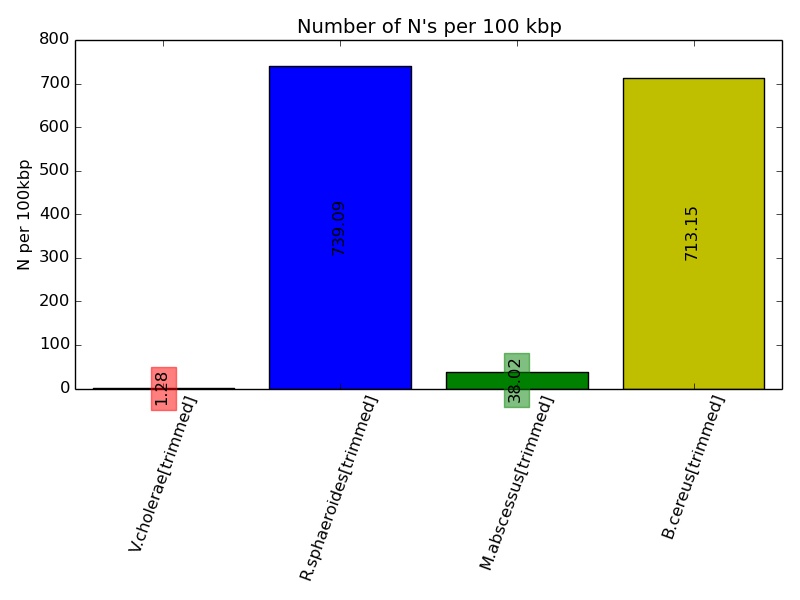 Number of N's per 100 kbp
N per 100kbp
800
700
600
500
400
300
200
100
0
1.28
739.09
38.02
713.15
V.cholerae[trimmed]
R.sphaeroides[trimmed]
M.abscessus[trimmed]
B.cereus[trimmed]